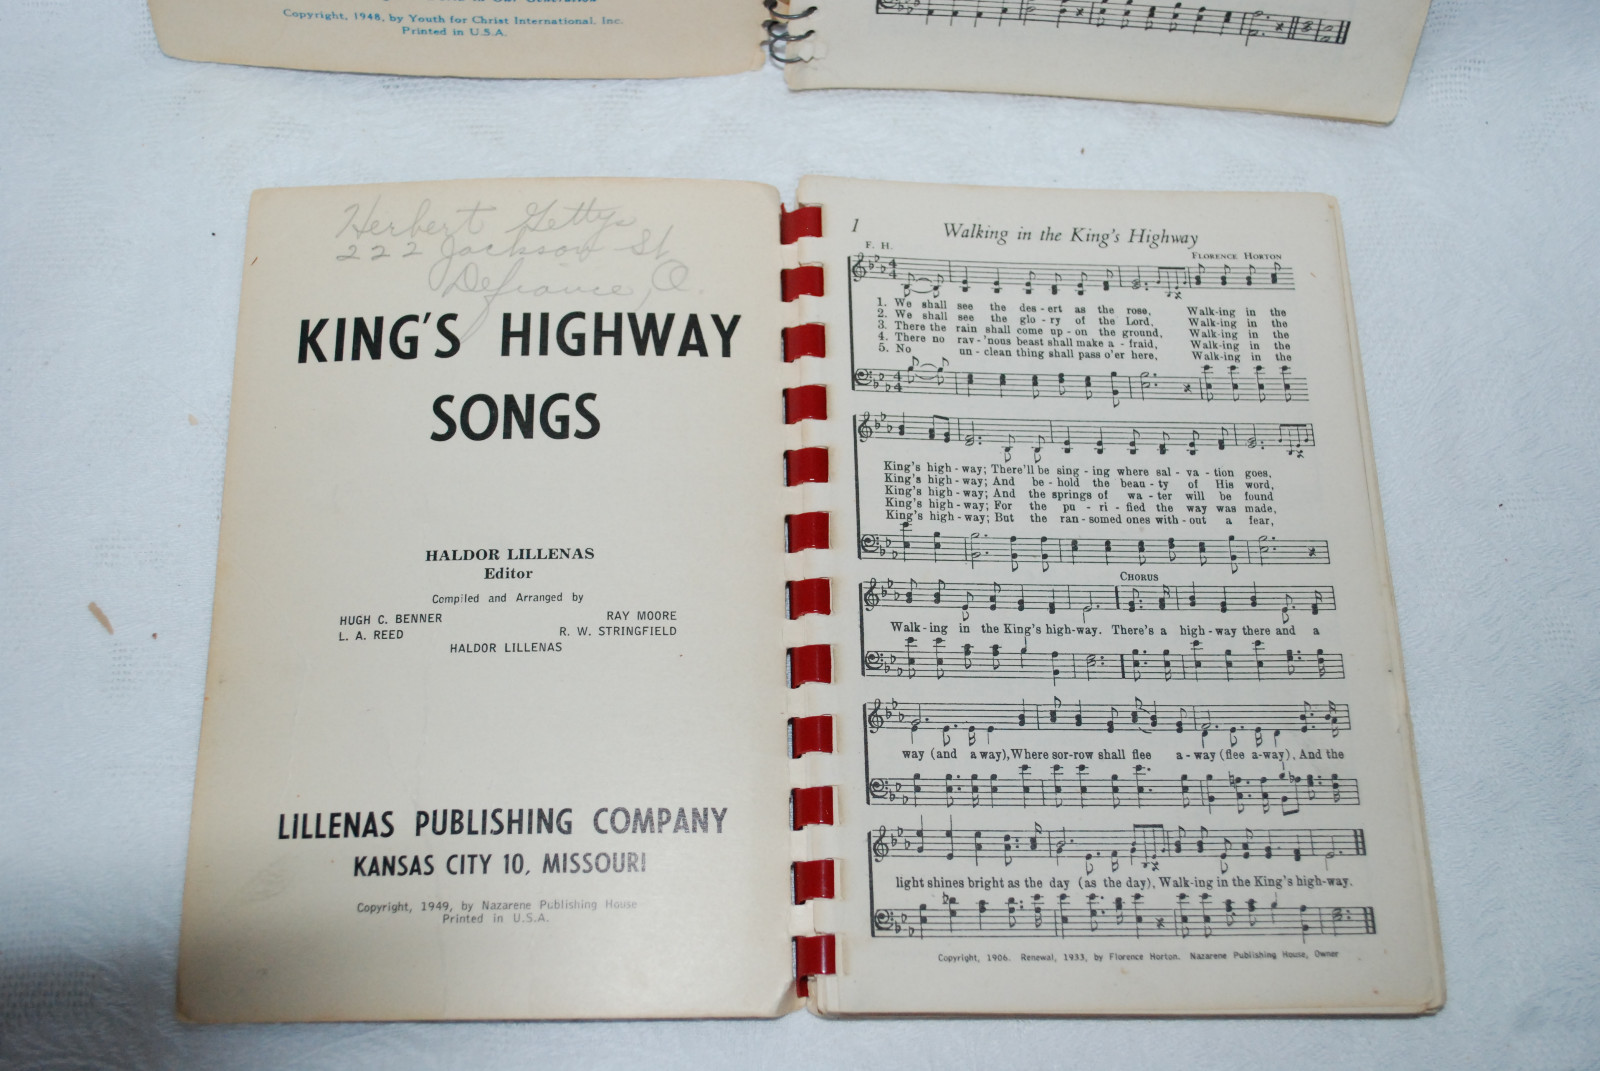 Copyright, 1948, by Youth for Christ International, Inc.
Printed in U.S.A.
Herbert Gettys
222 Jackson St
Defiance, O.
KING'S HIGHWAY
SONGS
HALDOR LILLENAS
Editor
Compiled and Arranged by
HUGH C. BENNER RAY MOORE
L. A. REED R. W. STRINGFIELD
HALDOR LILLENAS
LILLENAS PUBLISHING COMPANY
KANSAS CITY 10, MISSOURI
Copyright, 1949, by Nazarene Publishing House
Printed in U.S.A.
1 Walking in the King's Highway
F. H. FLORENCE HORTON
1. We shall see the des-ert as the rose, Walk-ing in the
2. We shall see the glo-ry of the Lord, Walk-ing in the
3. There the rain shall come up-on the ground, Walk-ing in the
4. There no rav-'nous beast shall make a-fraid, Walk-ing in the
5. No un-clean thing shall pass o'er here, Walk-ing in the
King's high-way; There'll be sing-ing where sal-va-tion goes,
King's high-way; And be-hold the beau-ty of His word,
King's high-way; And the springs of wa-ter will be found
King's high-way; For the pu-ri-fied the way was made,
King's high-way; But the ran-somed ones with-out a fear,
CHORUS
Walk-ing in the King's high-way. There's a high-way there and a
way (and a way), Where sor-row shall flee a-way (flee a-way), And the
light shines bright as the day (as the day), Walk-ing in the King's high-way.
Copyright, 1906. Renewal, 1933, by Florence Horton. Nazarene Publishing House, Owner